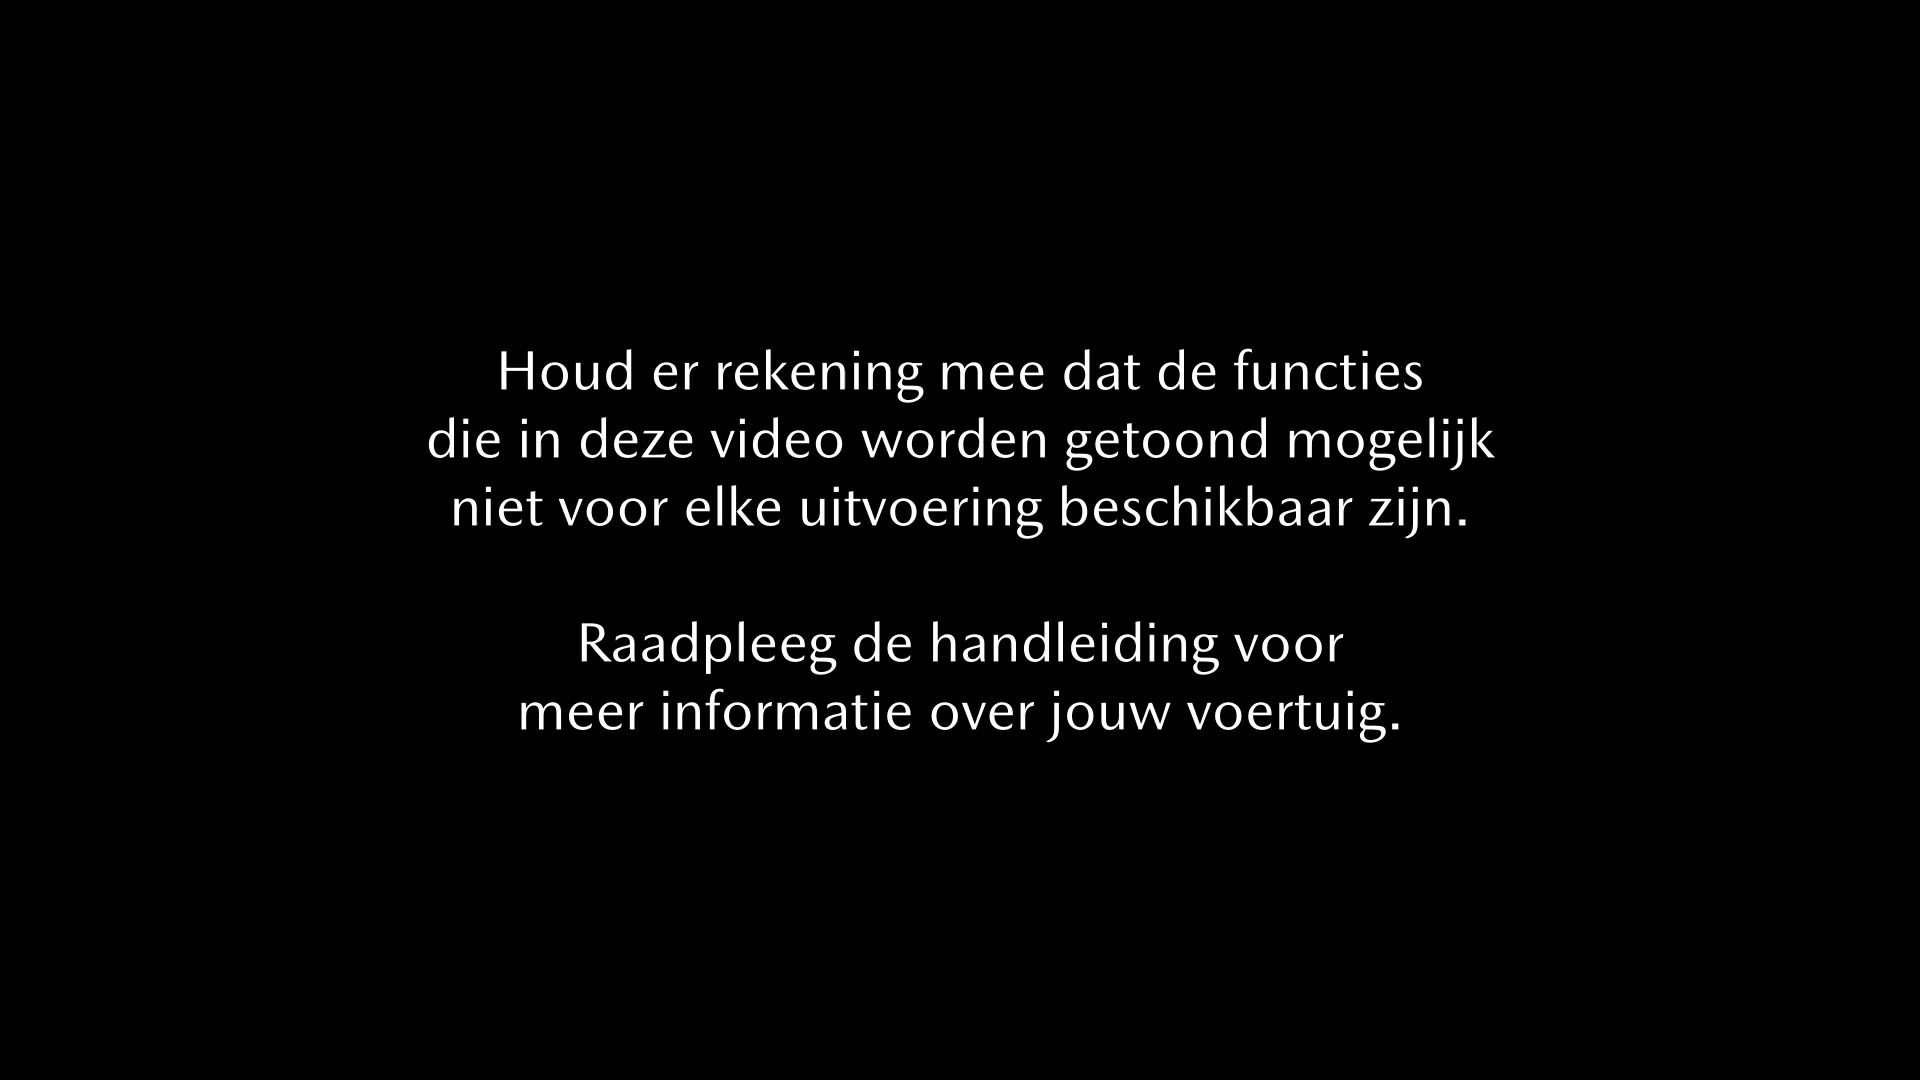 Houd er rekening mee dat de functies
die in deze video worden getoond mogelijk
niet voor elke uitvoering beschikbaar zijn.
Raadpleeg de handleiding voor
meer informatie over jouw voertuig.